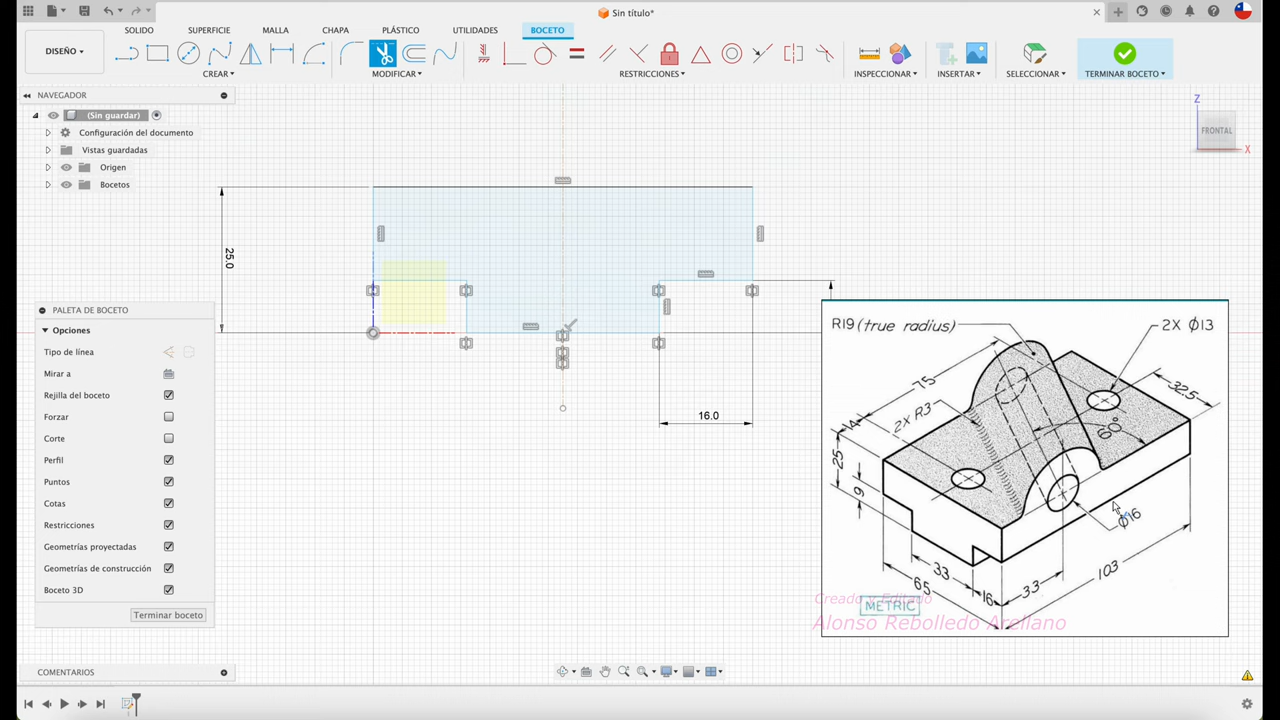 Sin título*
DISEÑO
SOLIDO
SUPERFICIE
MALLA
CHAPA
PLÁSTICO
UTILIDADES
BOCETO
CREAR
MODIFICAR
RESTRICCIONES
INSPECCIONAR
INSERTAR
SELECCIONAR
TERMINAR BOCETO
NAVEGADOR
(Sin guardar)
Configuración del documento
Vistas guardadas
Origen
Bocetos
Z
FRONTAL
X
25.0
16.0
PALETA DE BOCETO
Opciones
Tipo de línea
Mirar a
Rejilla del boceto
Forzar
Corte
Perfil
Puntos
Cotas
Restricciones
Geometrías proyectadas
Geometrías de construcción
Boceto 3D
Terminar boceto
R19 (true radius)
2X Ø13
75
32.5
2X R3
14
60°
25
9
Ø16
33
65
16
33
103
METRIC
Creado y Editado
Alonso Rebolledo Arellano
COMENTARIOS